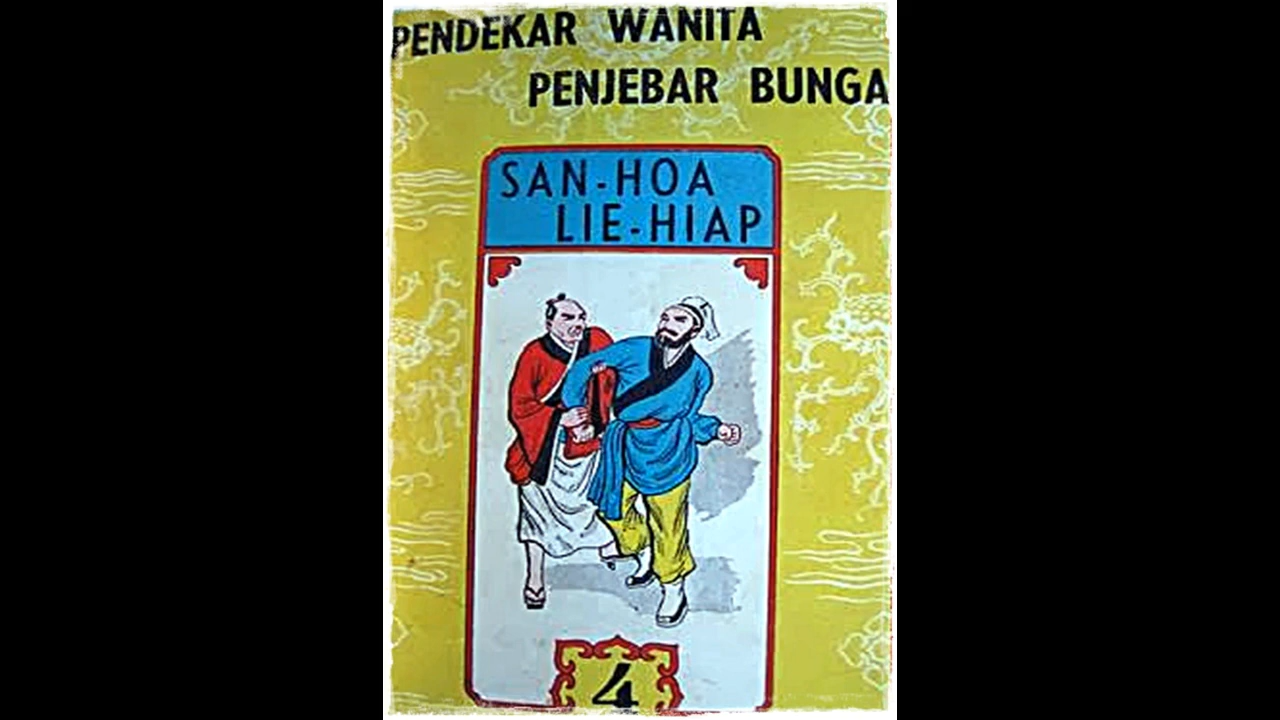 PENDEKAR WANITA
PENJEBAR BUNGA
SAN-HOA
LIE-HIAP
4